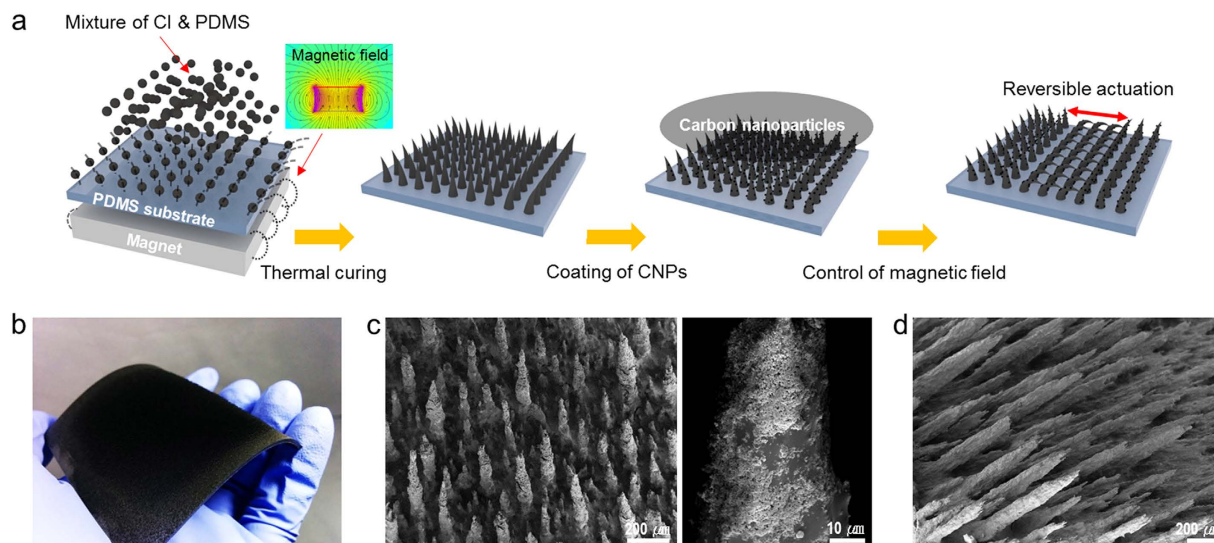 a
Mixture of CI & PDMS
Magnetic field
PDMS substrate
Magnet
Thermal curing
Coating of CNPs
Carbon nanoparticles
Control of magnetic field
Reversible actuation
b
c
200 ㎛
10 ㎛
d
200 ㎛